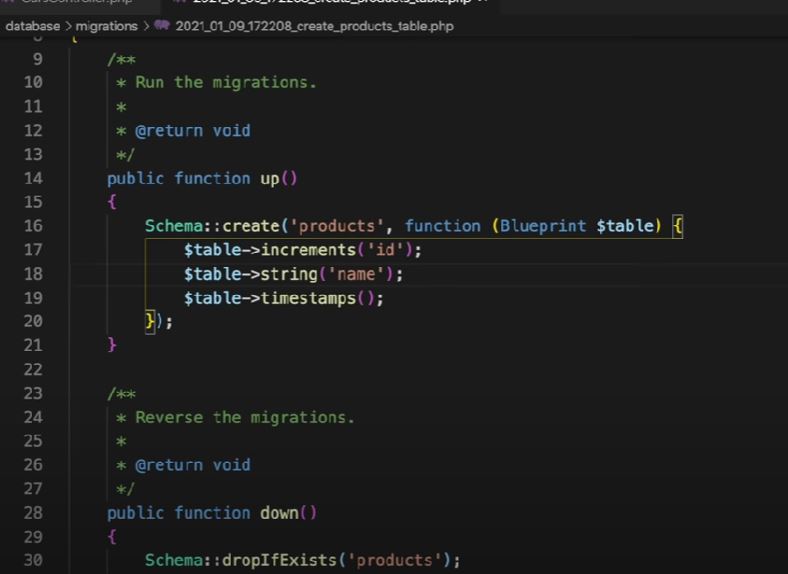 database > migrations > 2021_01_09_172208_create_products_table.php
9 /**
10 * Run the migrations.
11 *
12 * @return void
13 */
14 public function up()
15 {
16 Schema::create('products', function (Blueprint $table) {
17 $table->increments('id');
18 $table->string('name');
19 $table->timestamps();
20 });
21 }
22
23 /**
24 * Reverse the migrations.
25 *
26 * @return void
27 */
28 public function down()
29 {
30 Schema::dropIfExists('products');